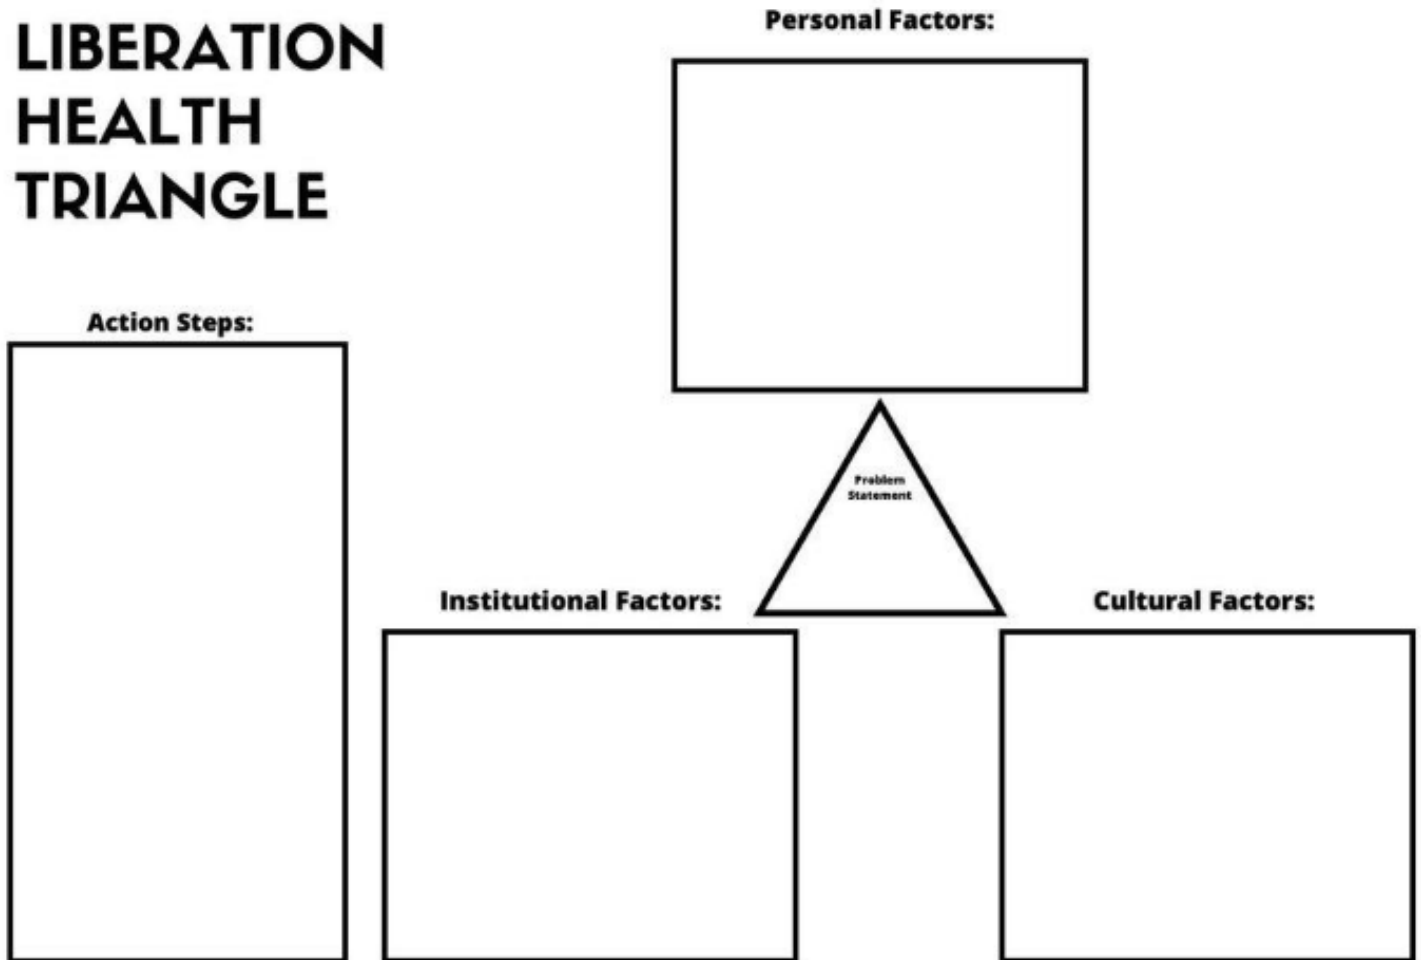 LIBERATION
HEALTH
TRIANGLE
Personal Factors:
Action Steps:
Problem
Statement
Institutional Factors:
Cultural Factors: